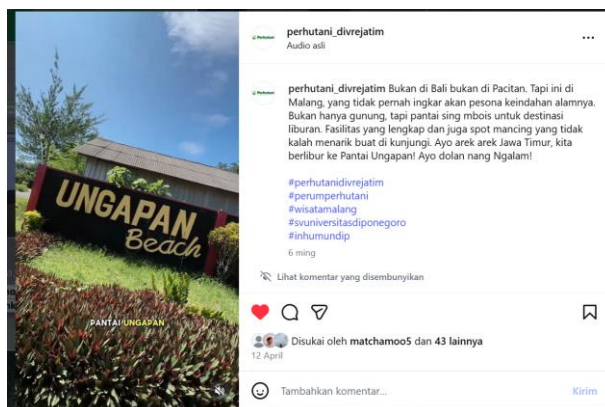 UNGAPAN
Beach
PANTAI UNGAPAN
Perhutani
perhutani_divrejatim
Audio asli
Perhutani
perhutani_divrejatim Bukan di Bali bukan di Pacitan. Tapi ini di
Malang, yang tidak pernah ingkar akan pesona keindahan alamnya.
Bukan hanya gunung, tapi pantai sing mbois untuk destinasi
liburan. Fasilitas yang lengkap dan juga spot mancing yang tidak
kalah menarik buat di kunjungi. Ayo arek arek Jawa Timur, kita
berlibur ke Pantai Ungapan! Ayo dolan nang Ngalam!
#perhutanidivrejatim
#perumperhutani
#wisatamalang
#svuniversitasdiponegoro
#inhumundip
6 ming
Lihat komentar yang disembunyikan
Disukai oleh matchamoo5 dan 43 lainnya
12 April
Tambahkan komentar...
Kirim